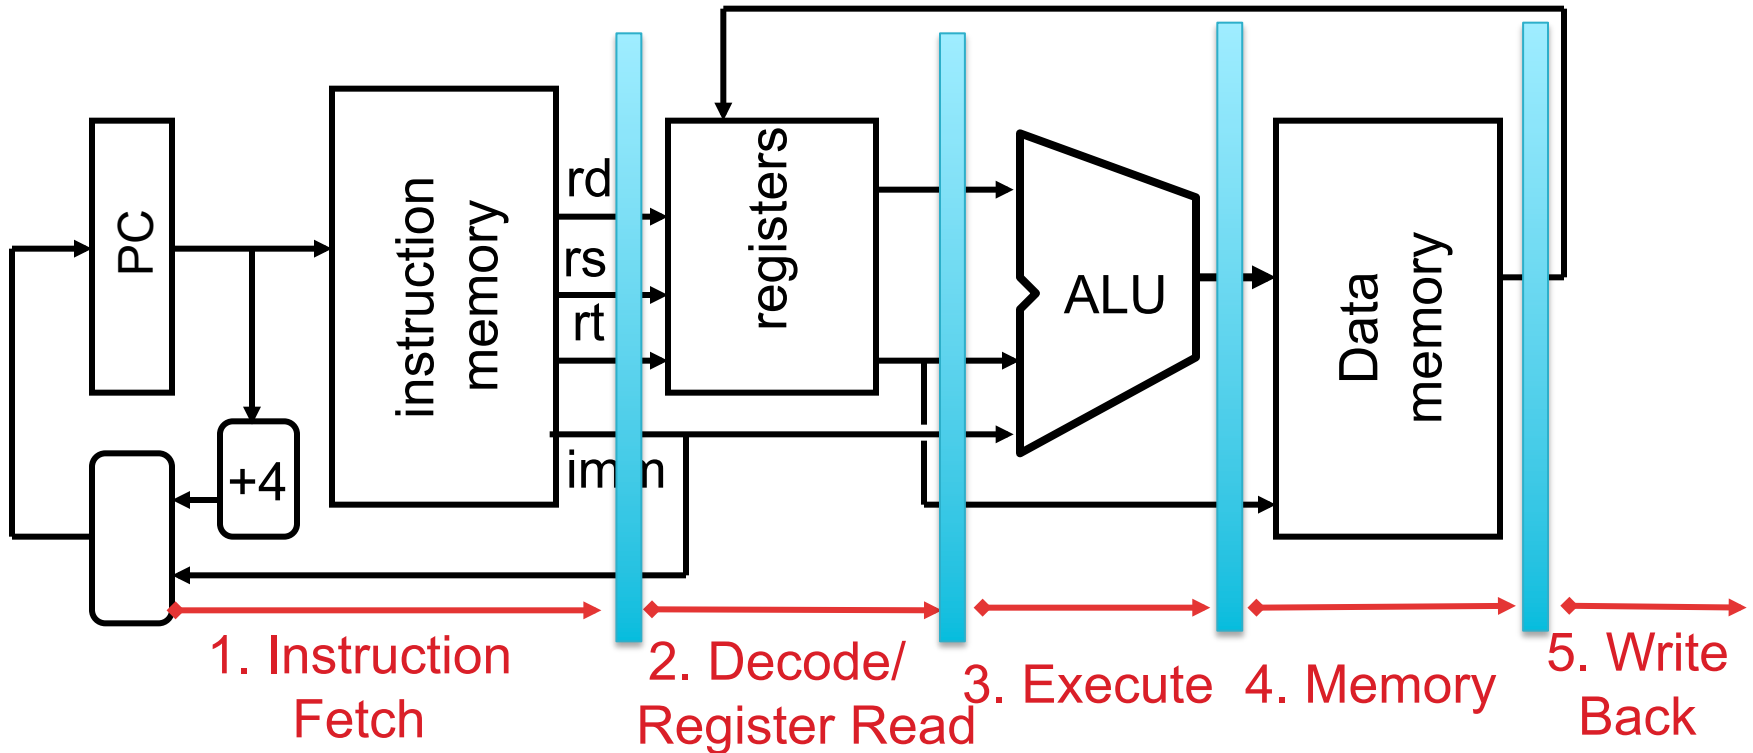 PC
+4
instruction
memory
rd
rs
rt
imm
registers
ALU
Data
memory
1. Instruction
Fetch
2. Decode/
Register Read
3. Execute
4. Memory
5. Write
Back